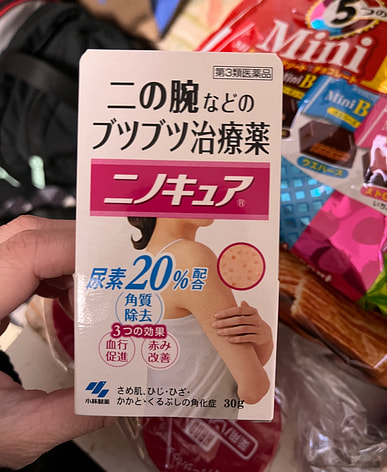 第3類医薬品
二の腕などの
ブツブツ治療薬
ニノキュア®
尿素20%配合
角質
除去
3つの効果
血行
促進
赤み
改善
小林製薬
さめ肌、ひじ・ひざ・
かかと・くるぶしの角化症
30g
5つの
Mini
Mini B
Mini B
ウエハース